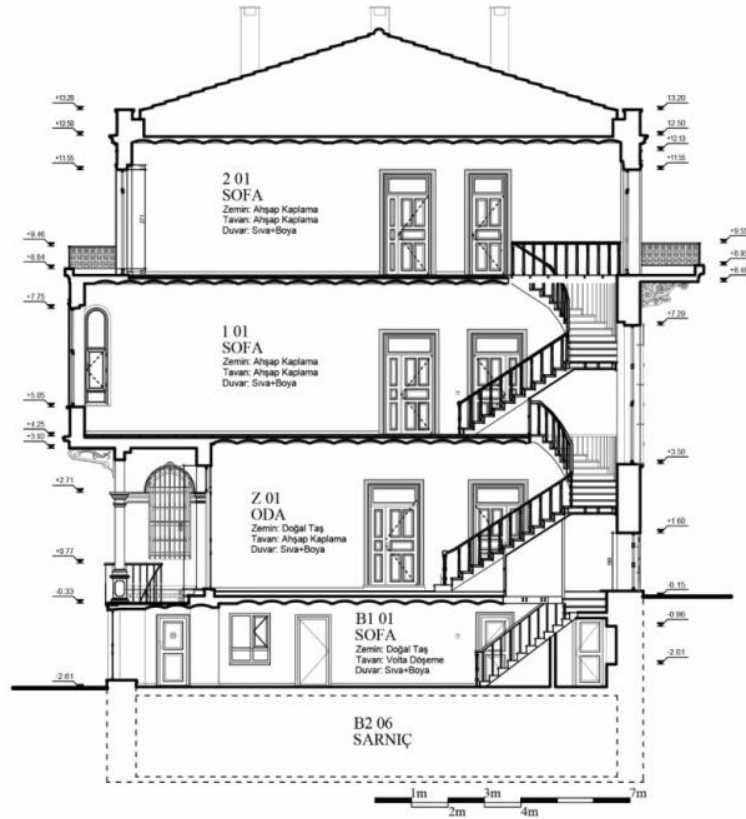 +13.20
13.20
+12.50
12.50
+12.13
+11.55
+11.55
2 01
SOFA
Zemin: Ahşap Kaplama
Tavan: Ahşap Kaplama
Duvar: Sıva+Boya
271
+9.46
+9.55
+8.84
+7.25
+7.29
1 01
SOFA
Zemin: Ahşap Kaplama
Tavan: Ahşap Kaplama
Duvar: Sıva+Boya
+5.05
+4.25
+3.92
+3.50
+2.71
Z 01
ODA
Zemin: Doğal Taş
Tavan: Ahşap Kaplama
Duvar: Sıva+Boya
+1.60
+0.77
-0.33
-0.15
B1 01
SOFA
Zemin: Doğal Taş
Tavan: Volta Döşeme
Duvar: Sıva+Boya
-0.96
-2.01
-2.61
B2 06
SARNIÇ
1m 3m 7m
2m 4m